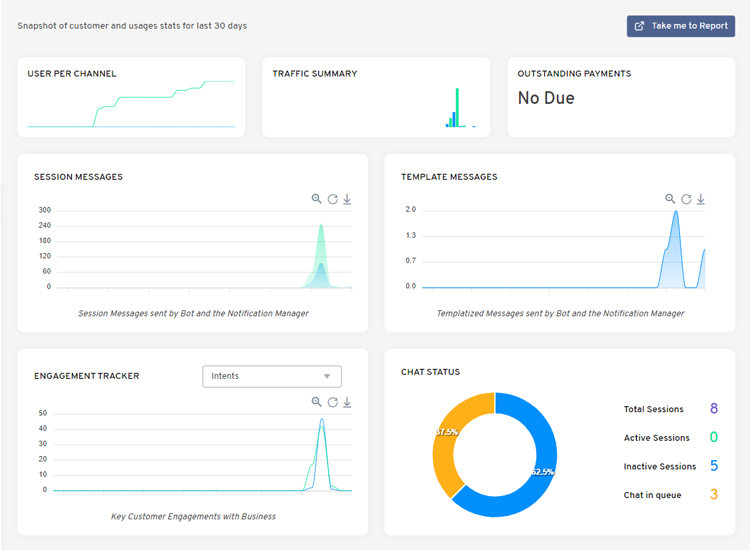 Snapshot of customer and usages stats for last 30 days
Take me to Report
USER PER CHANNEL
TRAFFIC SUMMARY
OUTSTANDING PAYMENTS
No Due
SESSION MESSAGES
300
240
180
120
60
0
Session Messages sent by Bot and the Notification Manager
TEMPLATE MESSAGES
2.0
1.3
0.7
0.0
Templatized Messages sent by Bot and the Notification Manager
ENGAGEMENT TRACKER
Intents
50
40
30
20
10
0
Key Customer Engagements with Business
CHAT STATUS
37.5%
62.5%
Total Sessions 8
Active Sessions 0
Inactive Sessions 5
Chat in queue 3